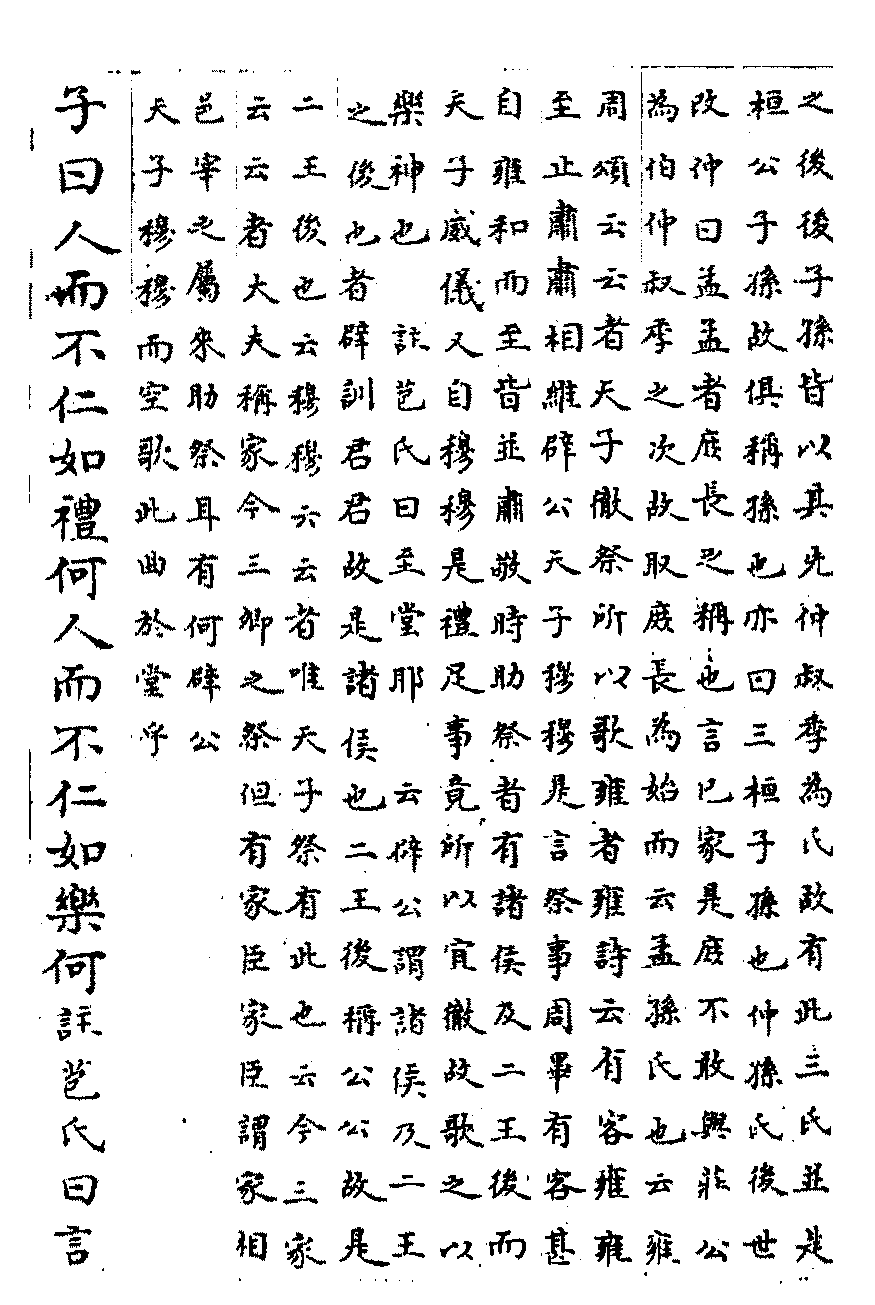 之後後子孫皆以其先仲叔季為氏故有此三氏並是
桓公子孫故俱稱孫也亦曰三桓子孫也仲孫氏後世
改仲曰孟孟者庶長之稱也言已家是庶不敢與莊公
為伯仲叔季之次故取庶長為始而云孟孫氏也云雍
周頌云云者天子徹祭所以歌雍者雍詩云有客雍雍
至止肅肅相維辟公天子穆穆是言祭事周畢有客甚
自雍和而至皆並肅敬時助祭者有諸侯及二王後而
天子威儀又自穆穆是禮足事竟所以宜徹故歌之以
樂神也　註苞氏曰至堂耶　云辟公謂諸侯及二王
之後也者辟訓君君故是諸侯也二王後稱公公故是
二王後也云穆穆云云者唯天子祭有此也云今三家
云云者大夫稱家今三卿之祭但有家臣家臣謂家相
邑宰之屬來助祭耳有何辟公
天子穆穆而空歌此曲於堂乎
子曰人而不仁如禮何人而不仁如樂何註苞氏曰言